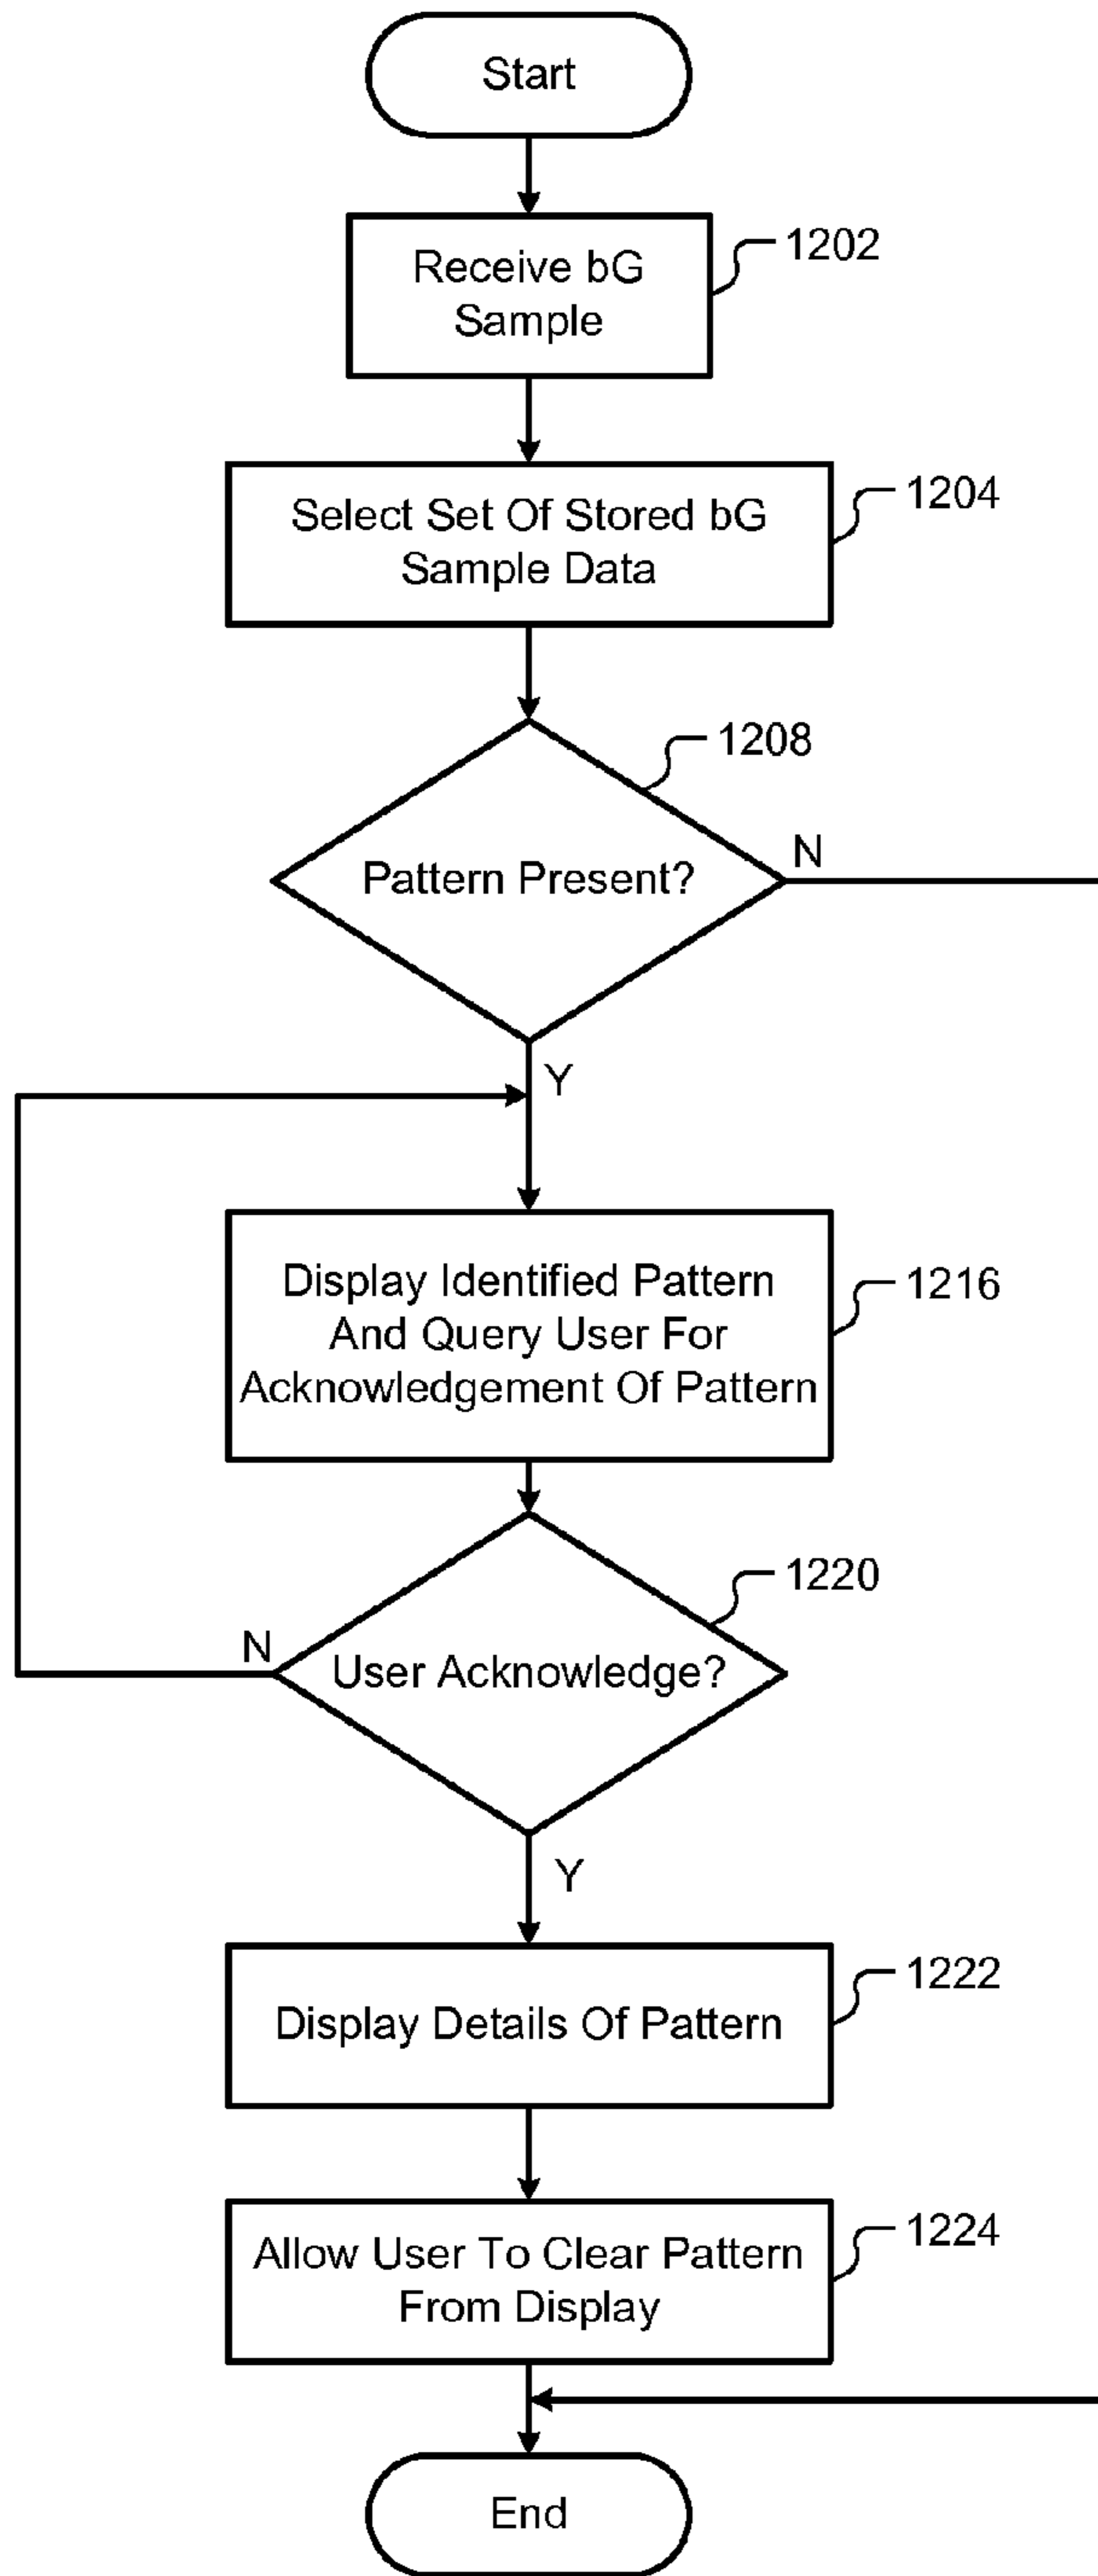 Start
Receive bG
Sample
1202
Select Set Of Stored bG
Sample Data
1204
Pattern Present?
1208
N
Y
Display Identified Pattern
And Query User For
Acknowledgement Of Pattern
1216
User Acknowledge?
1220
N
Y
Display Details Of Pattern
1222
Allow User To Clear Pattern
From Display
1224
End